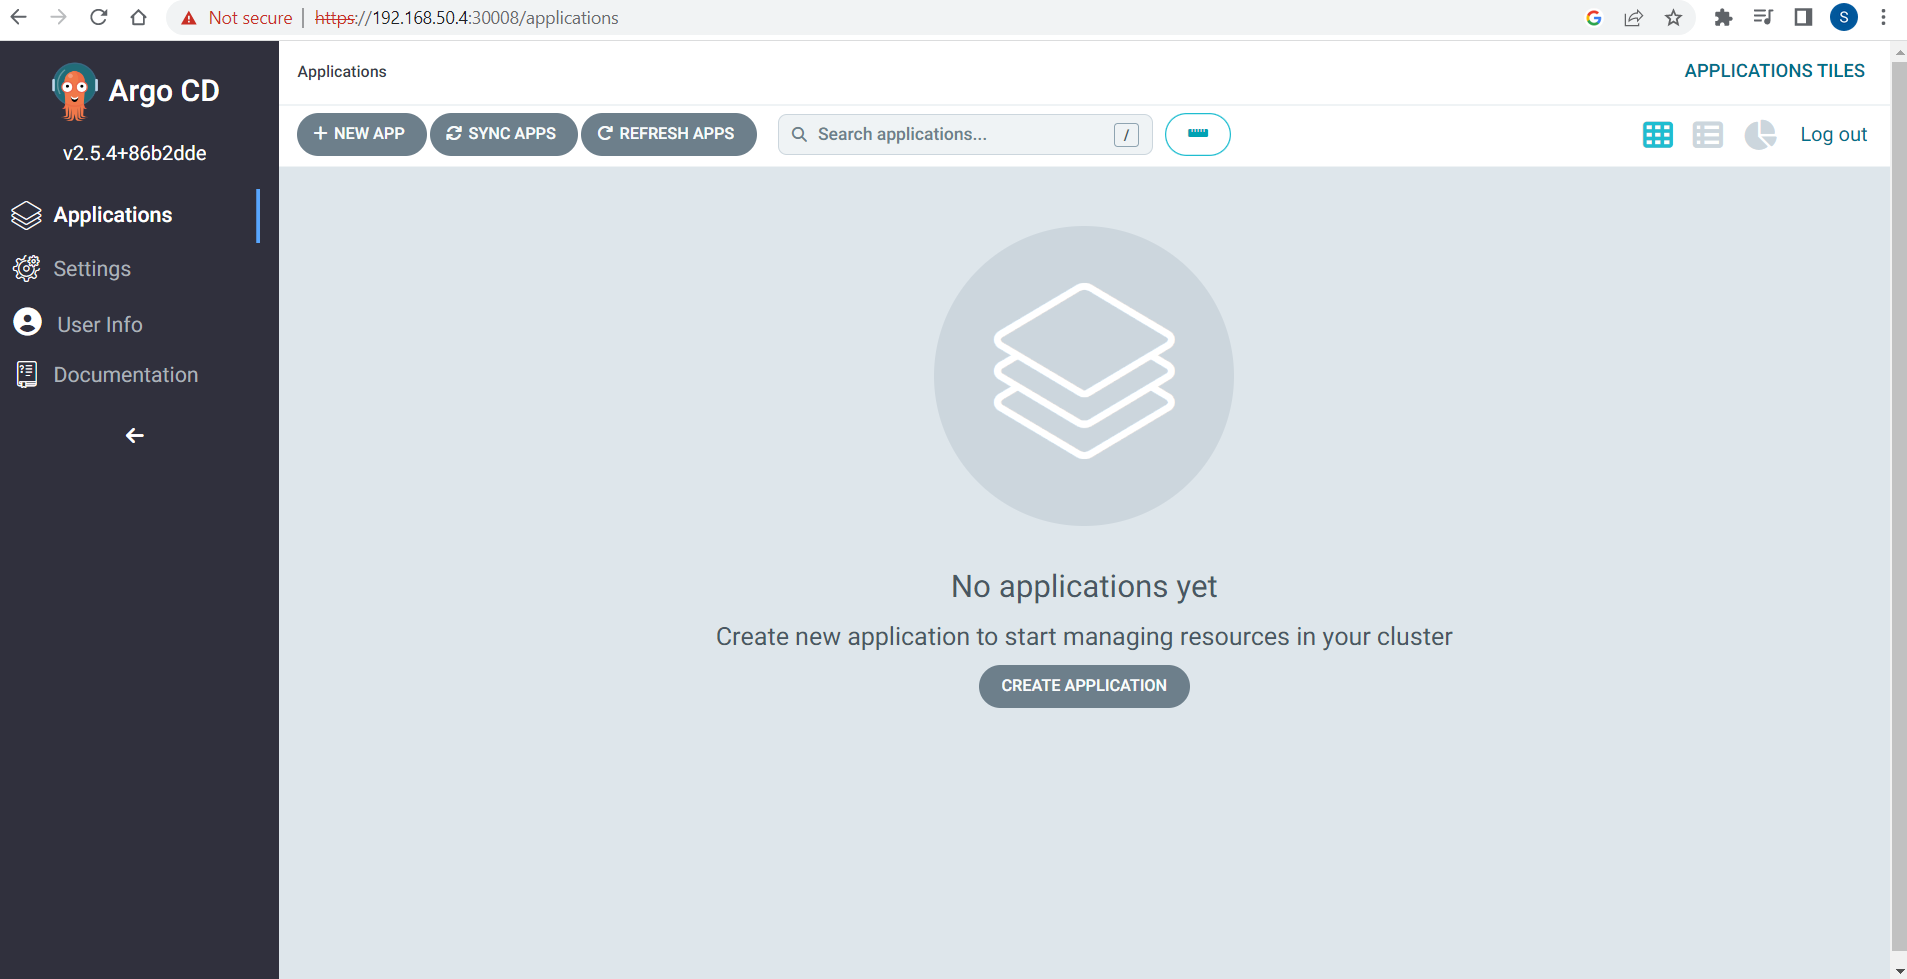 Not secure | https://192.168.50.4:30008/applications
S
Argo CD
v2.5.4+86b2dde
Applications
Settings
User Info
Documentation
Applications
APPLICATIONS TILES
+ NEW APP
SYNC APPS
REFRESH APPS
Search applications...
/
Log out
No applications yet
Create new application to start managing resources in your cluster
CREATE APPLICATION